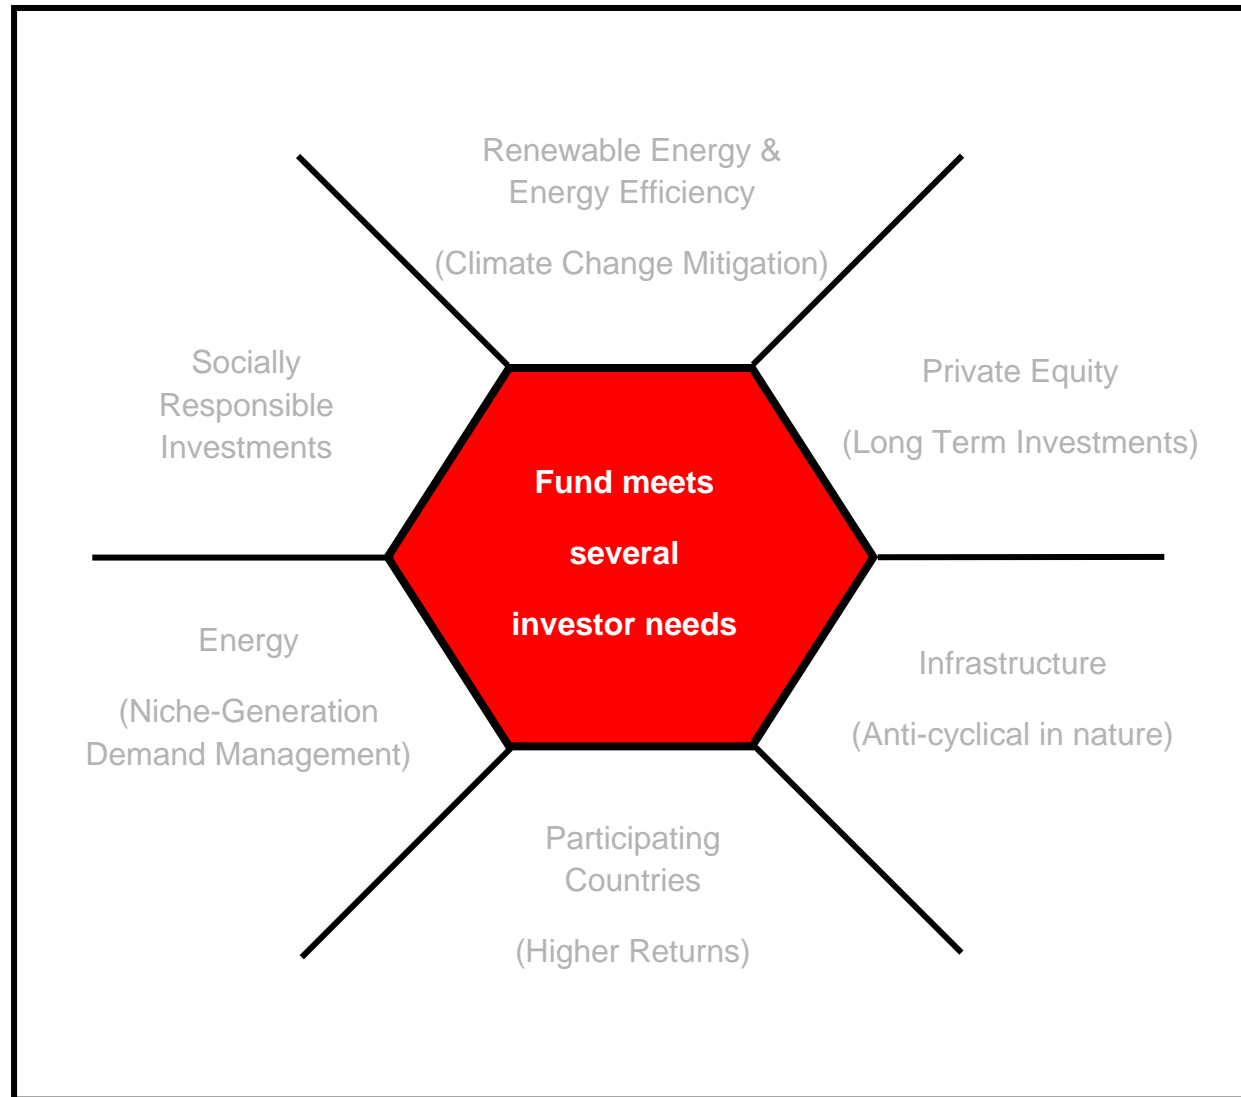 Renewable Energy &
Energy Efficiency
(Climate Change Mitigation)
Socially
Responsible
Investments
Private Equity
(Long Term Investments)
Fund meets
several
investor needs
Energy
(Niche-Generation
Demand Management)
Infrastructure
(Anti-cyclical in nature)
Participating
Countries
(Higher Returns)